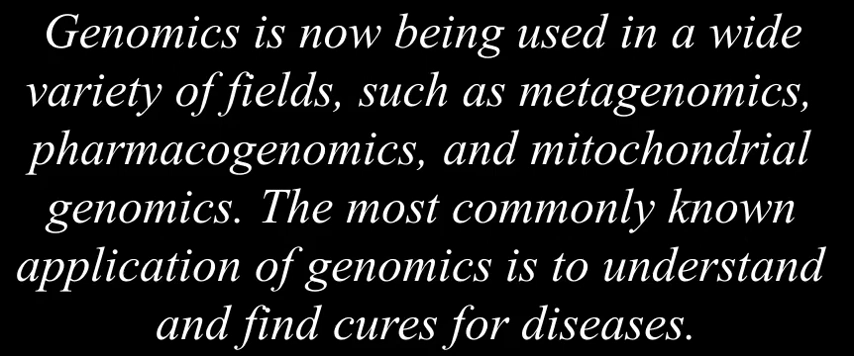 Genomics is now being used in a wide
variety of fields, such as metagenomics,
pharmacogenomics, and mitochondrial
genomics. The most commonly known
application of genomics is to understand
and find cures for diseases.